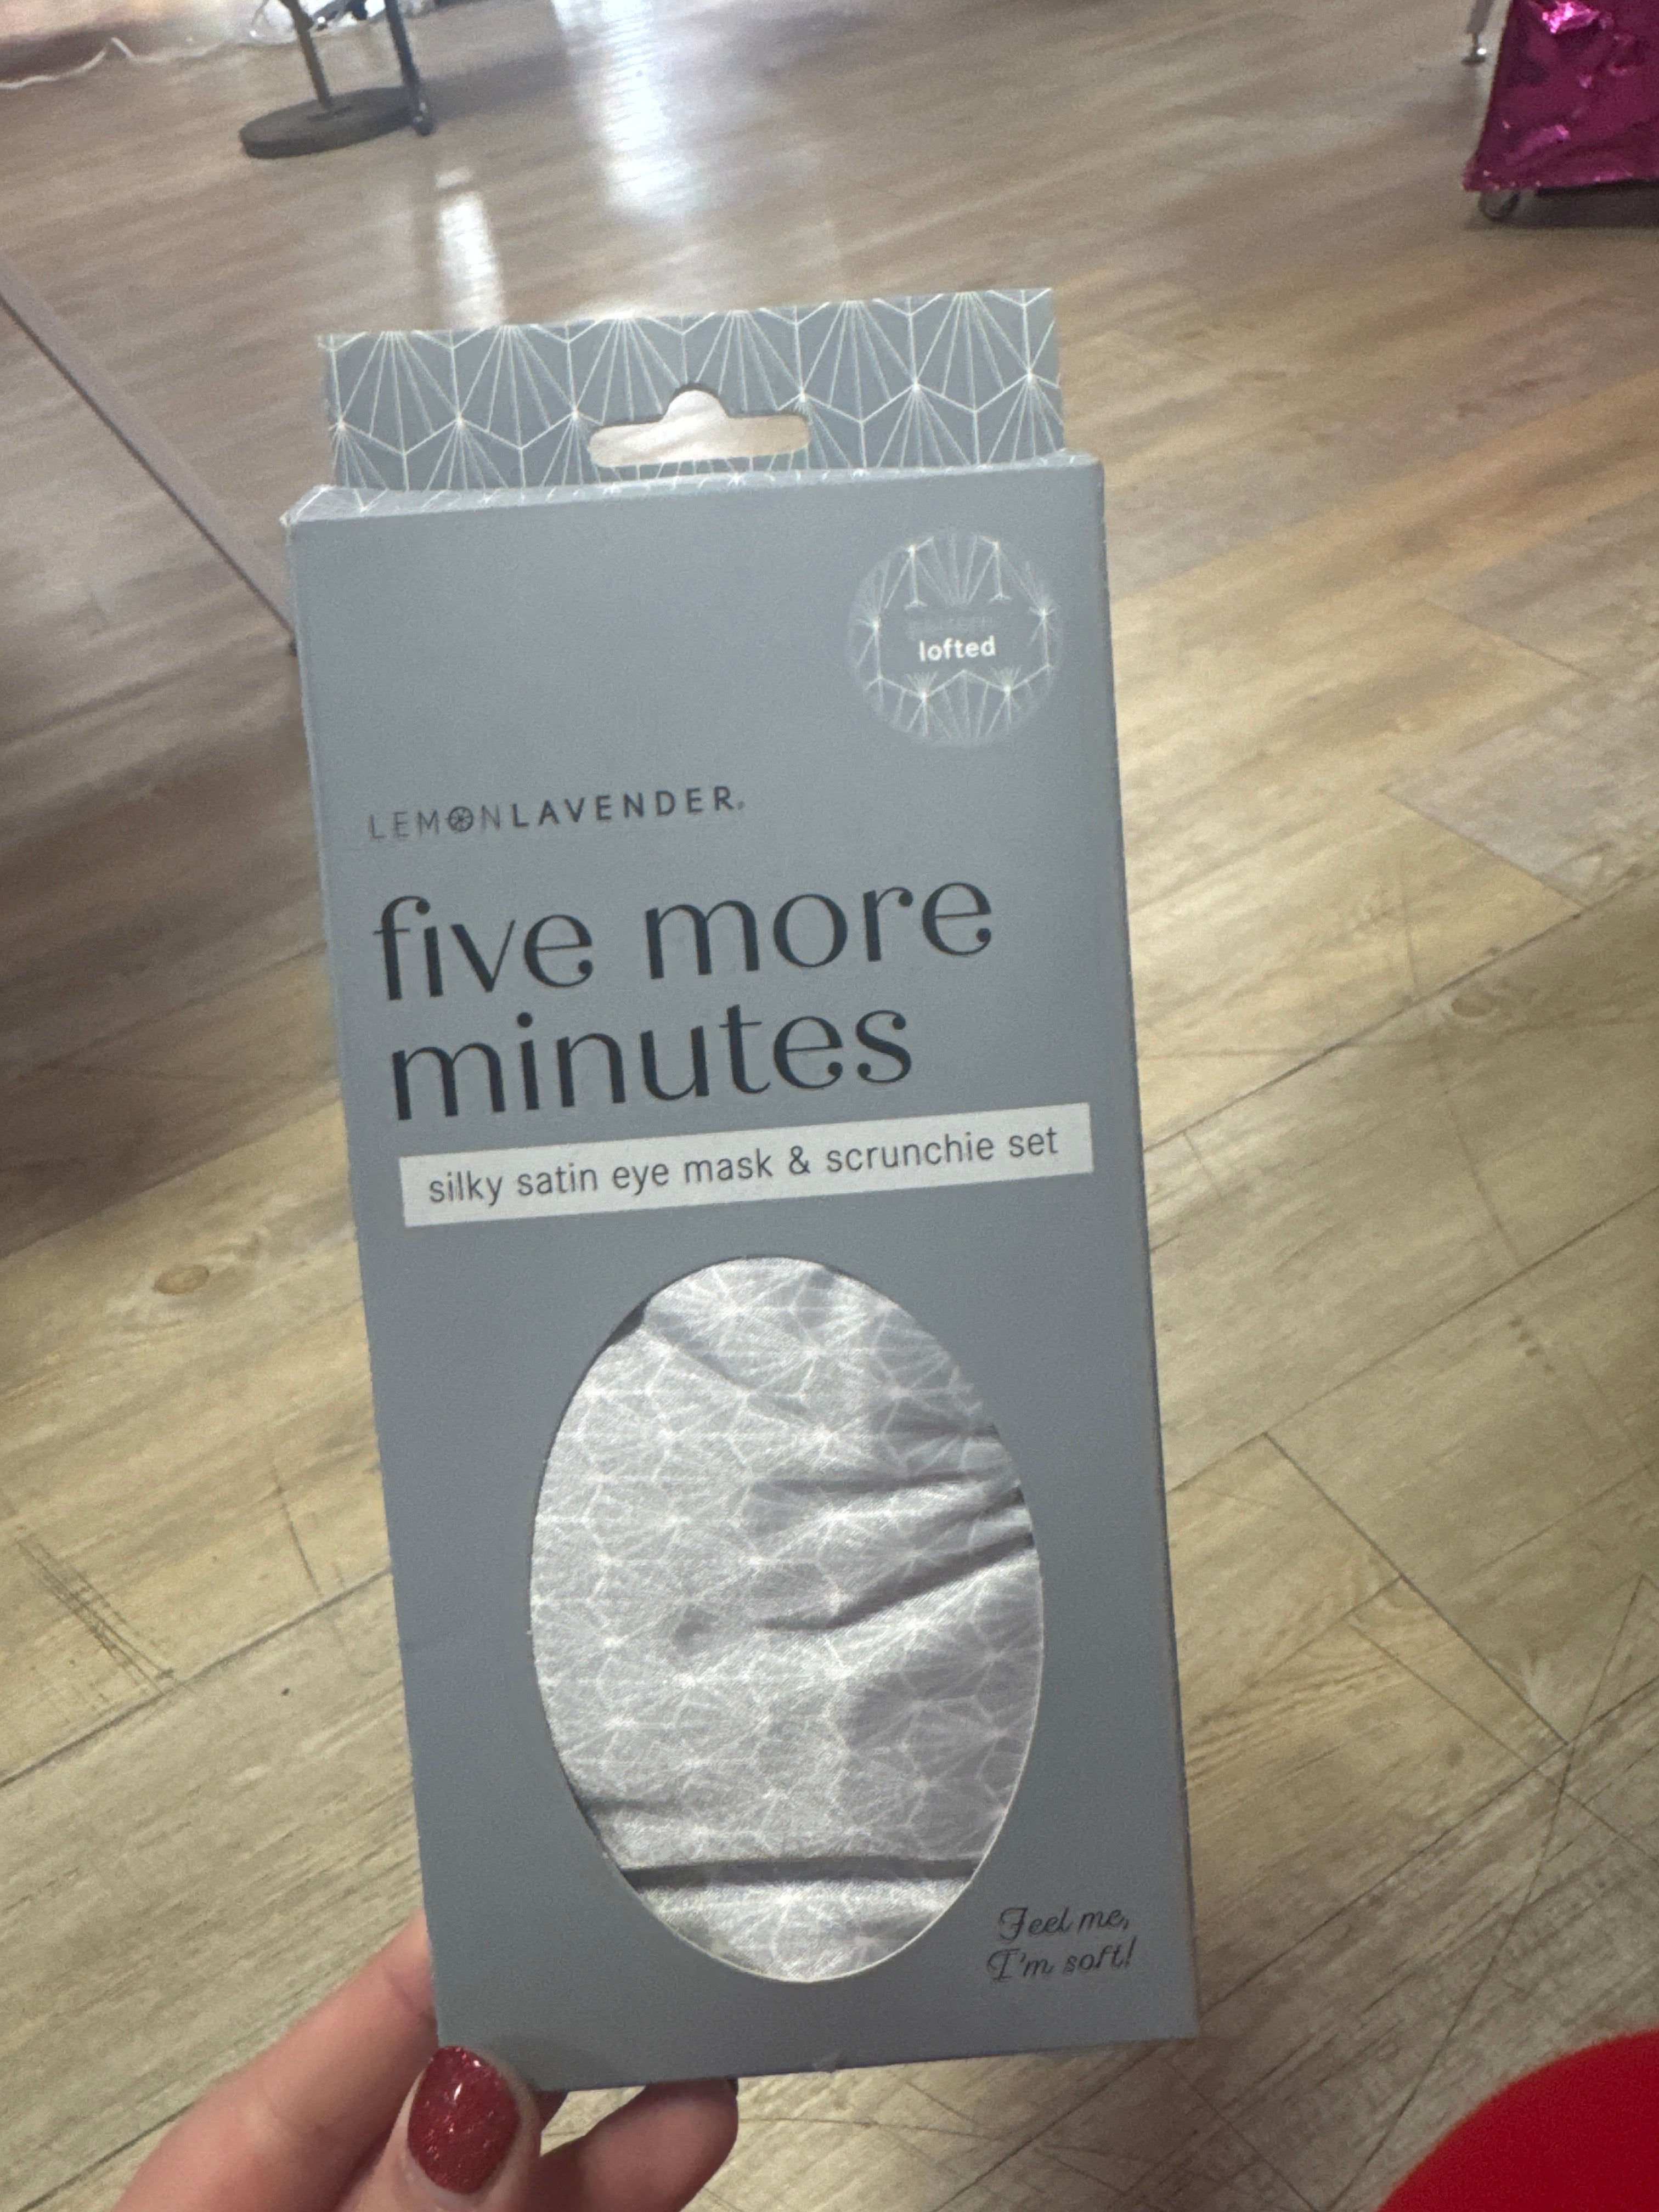 lofted
LEMONLAVENDER®
five more
minutes
silky satin eye mask & scrunchie set
Feel me,
I'm soft!